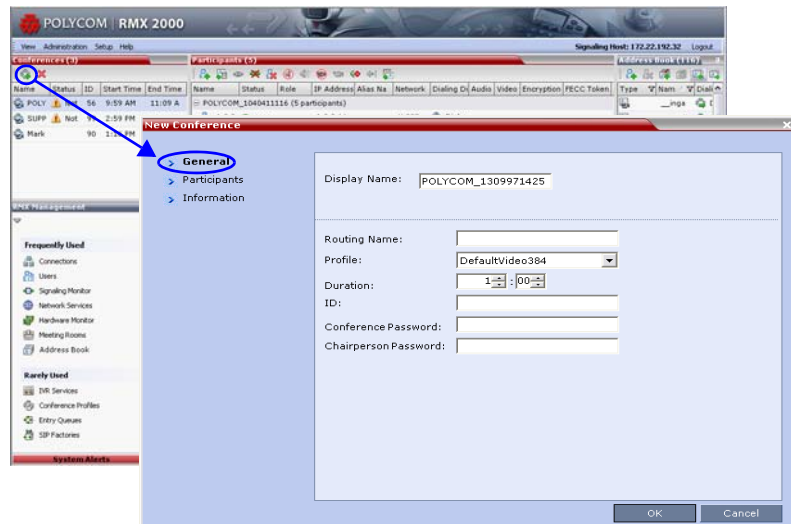 POLYCOM | RMX 2000
View Administration Setup Help
Signaling Host: 172.22.192.32 Logout
Conferences (3)
Participants (5)
Address Book (116)
Name Status ID Start Time End Time
Name Status Role IP Address Alias Na Network Dialing Di Audio Video Encryption FECC Token
Type Nam Diali
POLY Not 56 9:59 AM 11:09 A
POLYCOM_1040411116 (5 participants)
__inga
SUPP Not 2:59 PM
Mark 90
New Conference
General
Participants
Information
Display Name: POLYCOM_1309971425
Routing Name:
Profile: DefaultVideo384
Duration: 1 : 00
ID:
Conference Password:
Chairperson Password:
OK Cancel
RMX Management
Frequently Used
Connections
Users
Signaling Monitor
Network Services
Hardware Monitor
Meeting Rooms
Address Book
Rarely Used
IVR Services
Conference Profiles
Entry Queues
SIP Factories
System Alerts